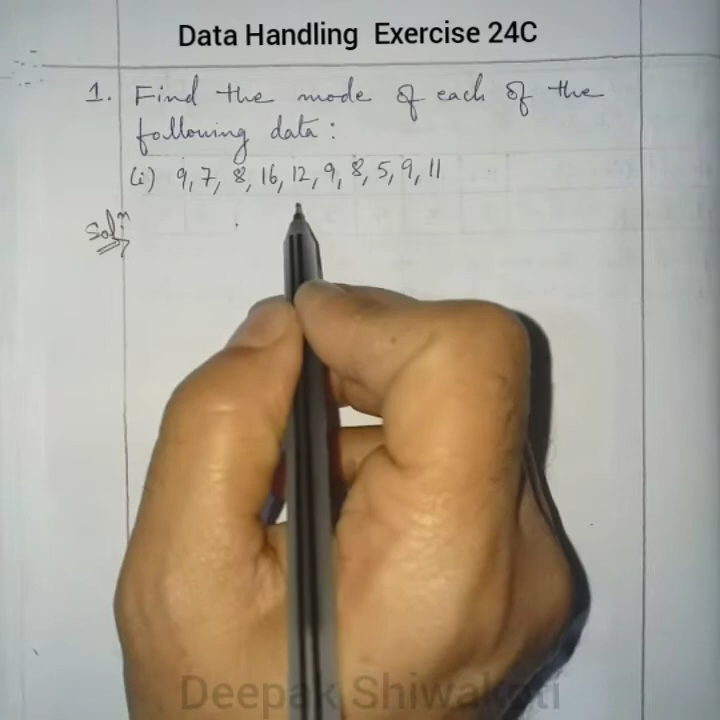 Data Handling Exercise 24C
1. Find the mode of each of the
following data :
(i) 9, 7, 8, 16, 12, 9, 8, 5, 9, 11
Solⁿ:
Deepak Shiwakoti